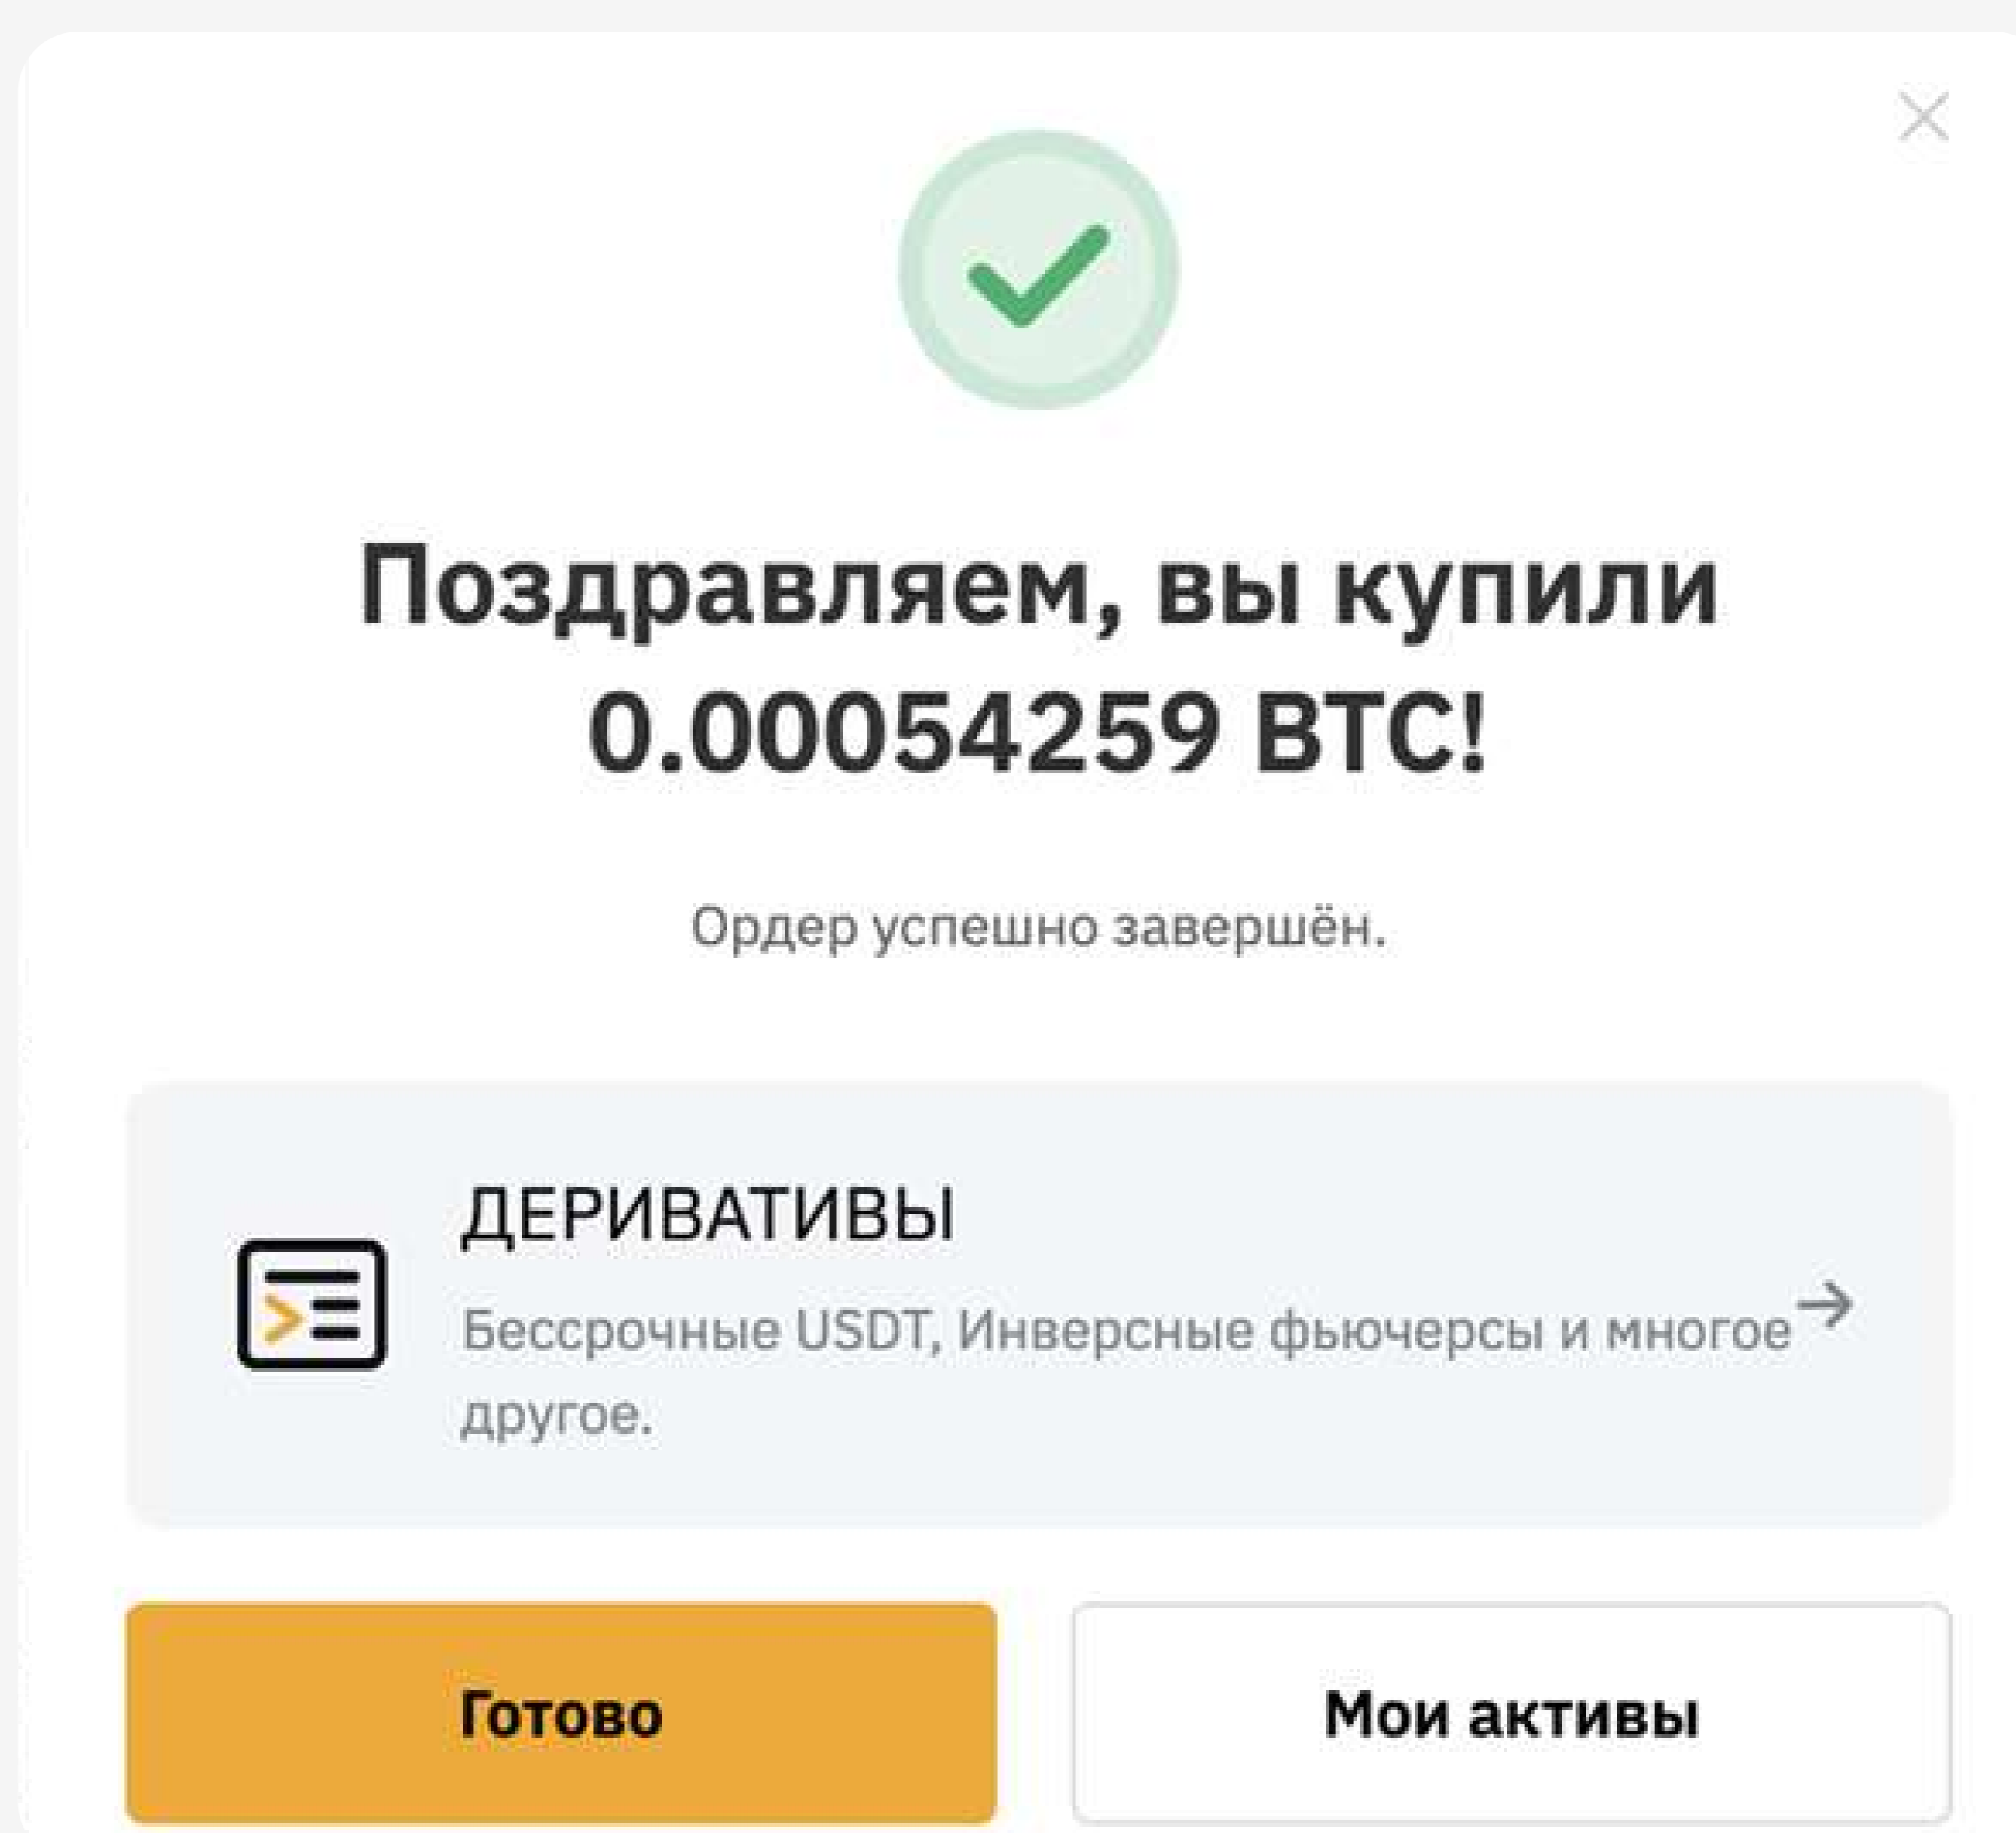 Поздравляем, вы купили
0.00054259 BTC!
Ордер успешно завершён.
ДЕРИВАТИВЫ
Бессрочные USDT, Инверсные фьючерсы и многое
другое.
Готово
Мои активы